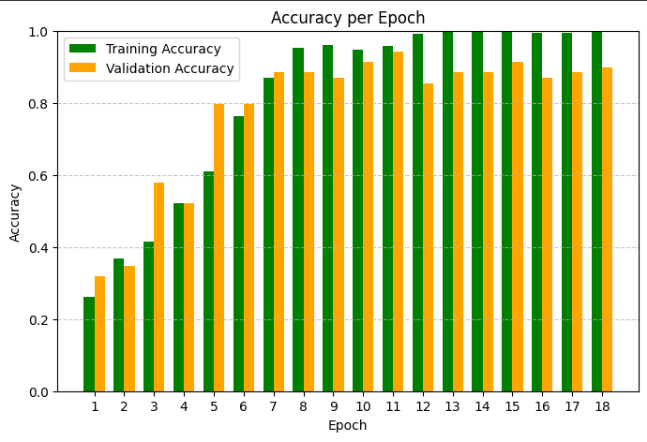 Accuracy per Epoch
Training Accuracy
Validation Accuracy
1.0
0.8
0.6
0.4
0.2
0.0
Accuracy
1 2 3 4 5 6 7 8 9 10 11 12 13 14 15 16 17 18
Epoch